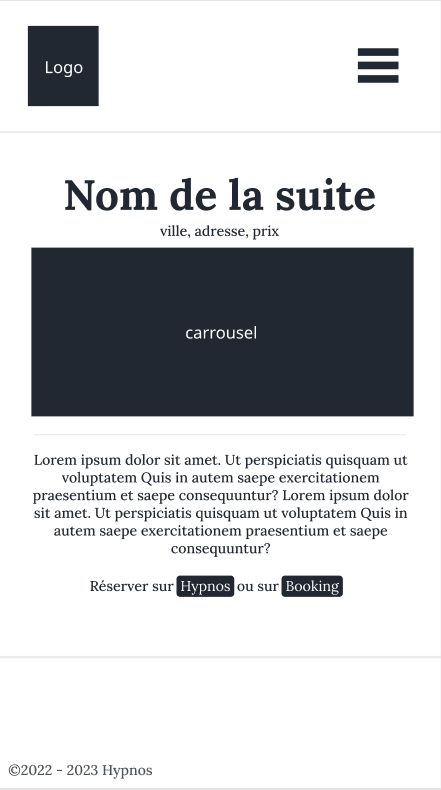 Logo
Nom de la suite
ville, adresse, prix
carrousel
Lorem ipsum dolor sit amet. Ut perspiciatis quisquam ut
voluptatem Quis in autem saepe exercitationem
praesentium et saepe consequuntur? Lorem ipsum dolor
sit amet. Ut perspiciatis quisquam ut voluptatem Quis in
autem saepe exercitationem praesentium et saepe
consequuntur?
Réserver sur Hypnos ou sur Booking
©2022 - 2023 Hypnos